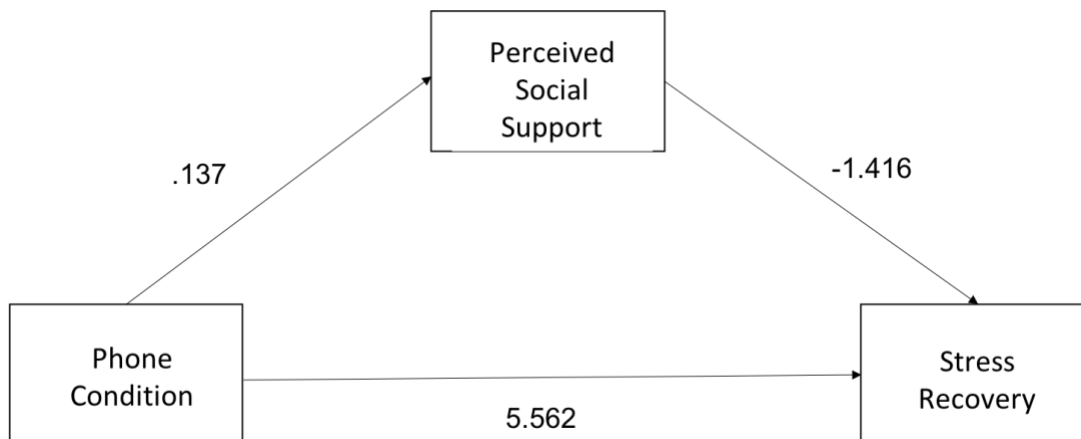 Perceived
Social
Support
.137
-1.416
Phone
Condition
5.562
Stress
Recovery